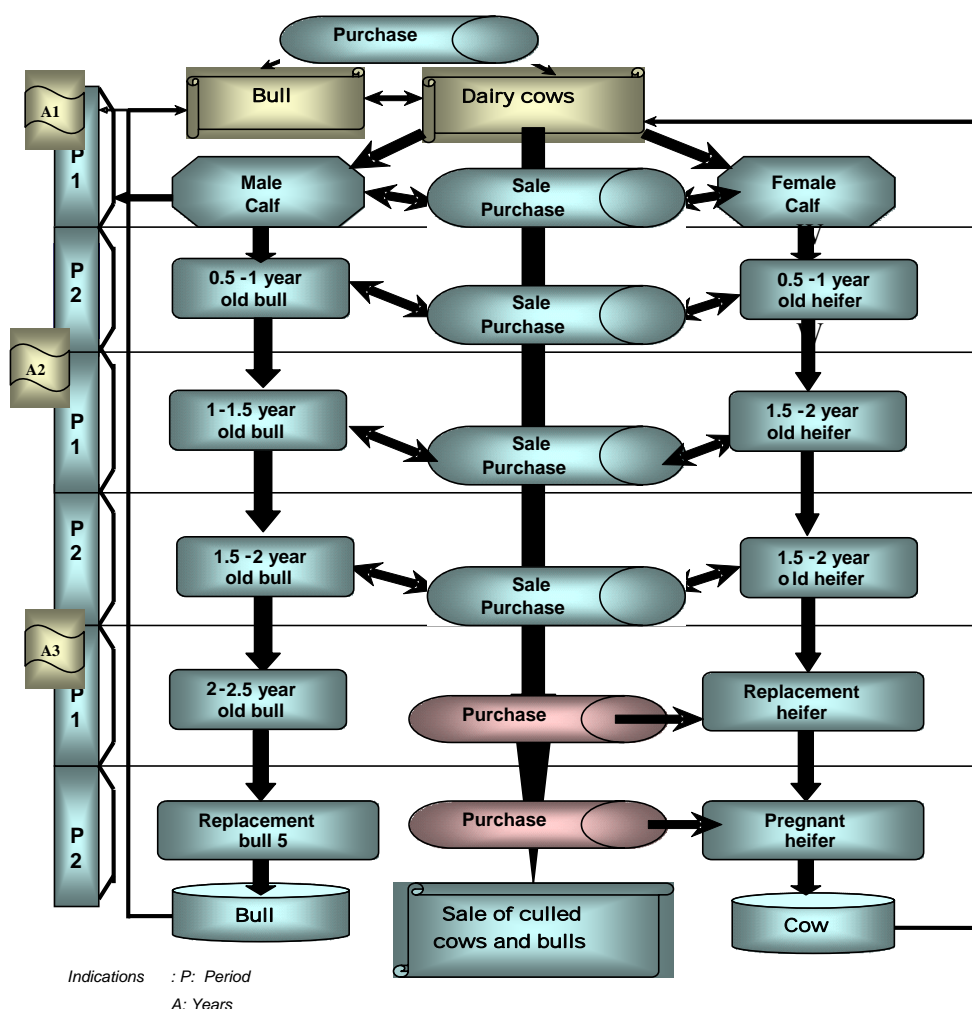 Purchase
Bull
Dairy cows
A1
P
1
Male
Calf
Sale
Purchase
Female
Calf
P
2
0.5 -1 year
old bull
Sale
Purchase
0.5 -1 year
old heifer
A2
P
1
1-1.5 year
old bull
Sale
Purchase
1.5 -2 year
old heifer
P
2
1.5 -2 year
old bull
Sale
Purchase
1.5 -2 year
old heifer
A3
P
1
2-2.5 year
old bull
Purchase
Replacement
heifer
P
2
Replacement
bull 5
Purchase
Pregnant
heifer
Bull
Sale of culled
cows and bulls
Cow
Indications : P: Period
A: Years